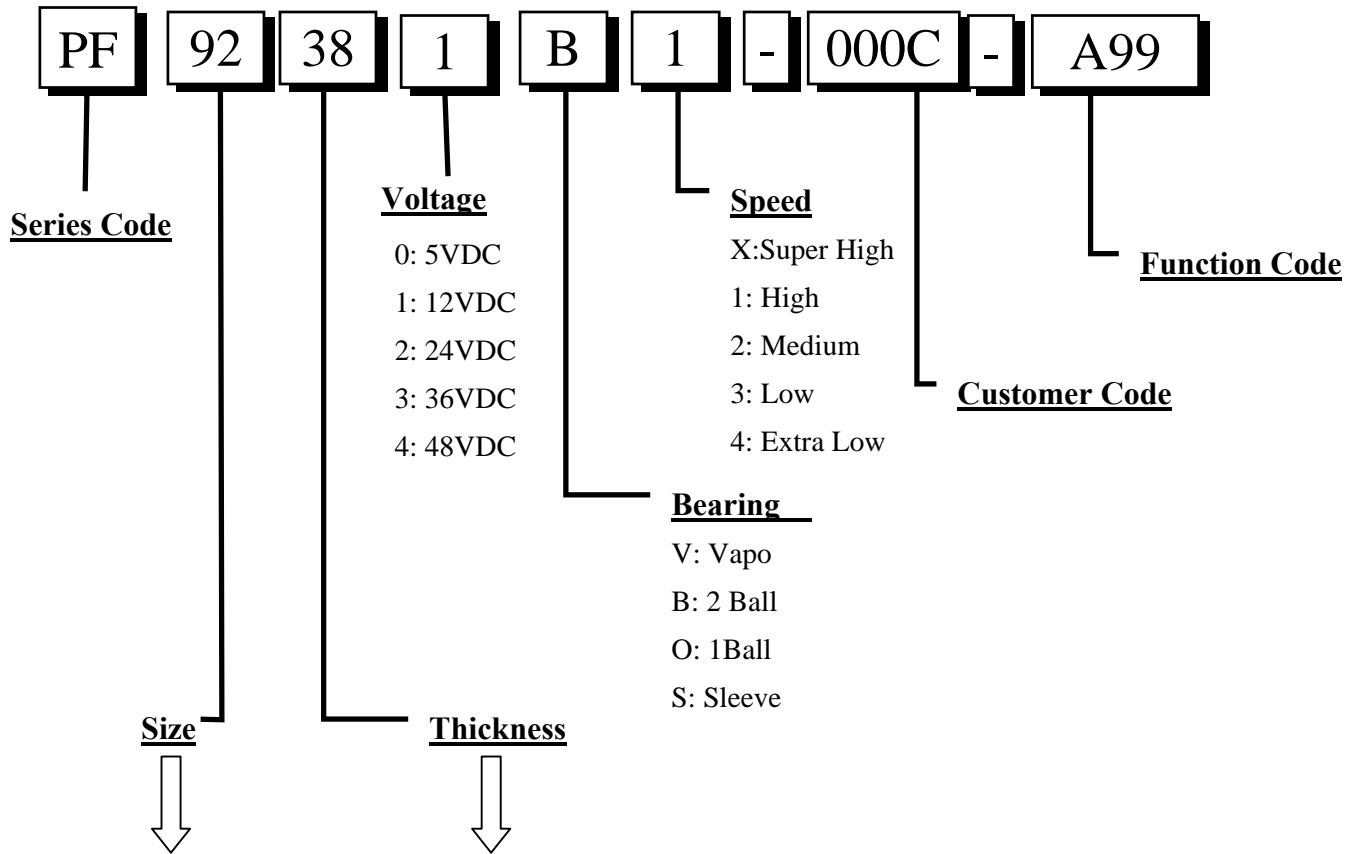 PF 92 38 1 B 1 - 000C - A99
Series Code
Voltage
0: 5VDC
1: 12VDC
2: 24VDC
3: 36VDC
4: 48VDC
Speed
X:Super High
1: High
2: Medium
3: Low
4: Extra Low
Function Code
Customer Code
Bearing
V: Vapo
B: 2 Ball
O: 1Ball
S: Sleeve
Size
Thickness